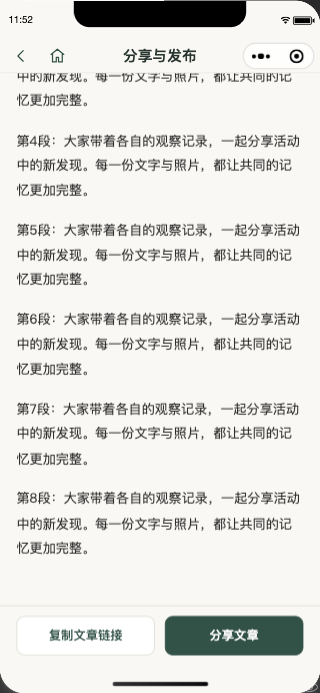 11:52
分享与发布
中的新发现。每一份文字与照片，都让共同的记
忆更加完整。
第4段：大家带着各自的观察记录，一起分享活动
中的新发现。每一份文字与照片，都让共同的记
忆更加完整。
第5段：大家带着各自的观察记录，一起分享活动
中的新发现。每一份文字与照片，都让共同的记
忆更加完整。
第6段：大家带着各自的观察记录，一起分享活动
中的新发现。每一份文字与照片，都让共同的记
忆更加完整。
第7段：大家带着各自的观察记录，一起分享活动
中的新发现。每一份文字与照片，都让共同的记
忆更加完整。
第8段：大家带着各自的观察记录，一起分享活动
中的新发现。每一份文字与照片，都让共同的记
忆更加完整。
复制文章链接
分享文章